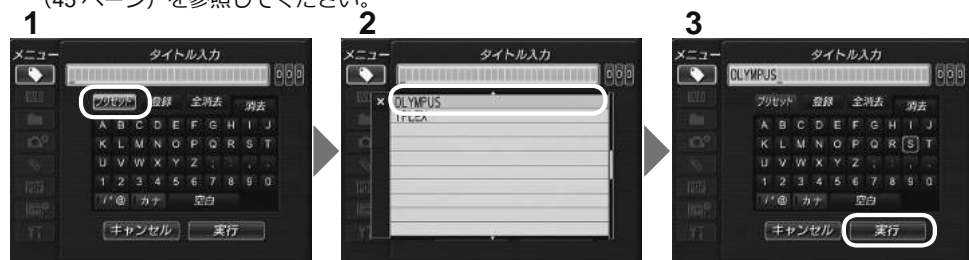 （45 ページ）を参照してください。
1
メニュー
タイトル入力
000
プリセット 登録 全消去 消去
A B C D E F G H I J
K L M N O P Q R S T
U V W X Y Z
1 2 3 4 5 6 7 8 9 0
カナ 空白
キャンセル 実行
2
メニュー
タイトル入力
000
× OLYMPUS
IPLEX
3
メニュー
タイトル入力
OLYMPUS_ 000
プリセット 登録 全消去 消去
A B C D E F G H I J
K L M N O P Q R S T
U V W X Y Z
1 2 3 4 5 6 7 8 9 0
カナ 空白
キャンセル 実行